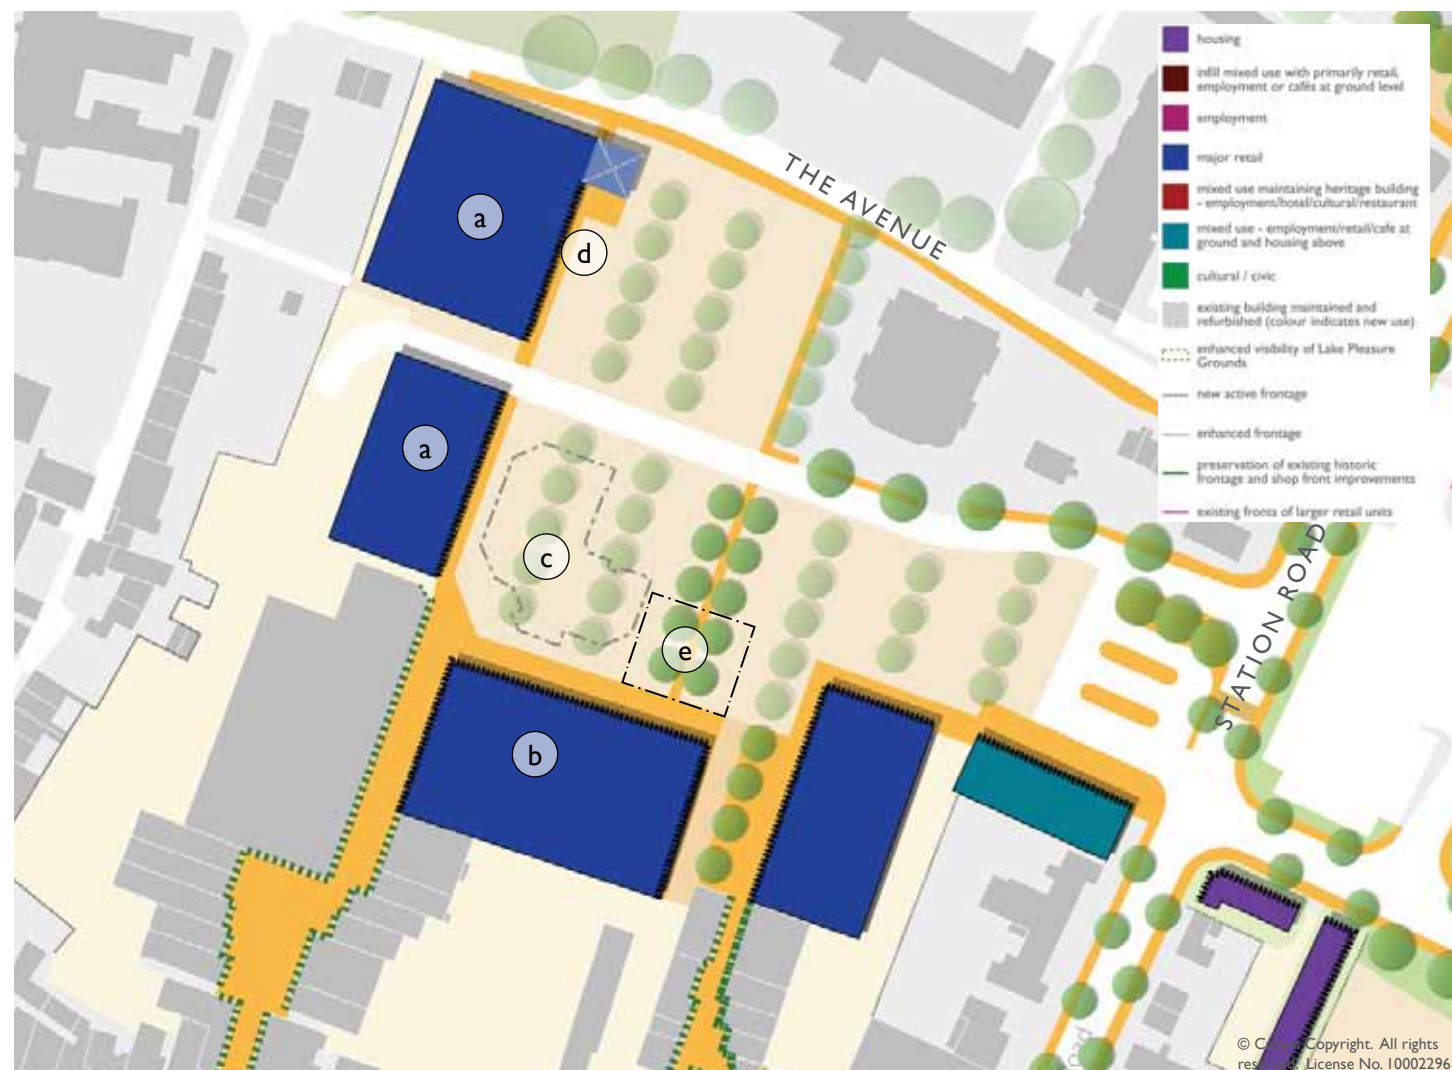 housing
infill mixed use with primarily retail,
employment or cafés at ground level
employment
major retail
mixed use maintaining heritage building
- employment/hotel/cultural/restaurant
mixed use - employment/retail/cafe at
ground and housing above
cultural / civic
existing building maintained and
refurbished (colour indicates new use)
enhanced visibility of Lake Pleasure
Grounds
new active frontage
enhanced frontage
preservation of existing historic
frontage and shop front improvements
existing fronts of larger retail units
THE AVENUE
a
d
a
c
e
b
STATION ROAD
© Copyright. All rights
License No. 10002296